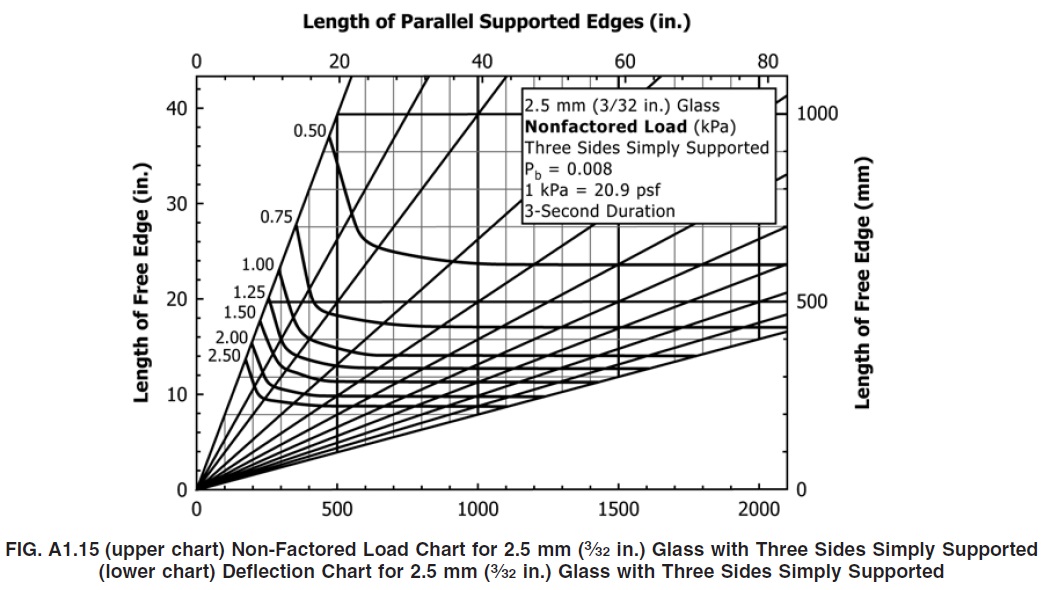 Length of Parallel Supported Edges (in.)
0 20 40 60 80
40
30
20
10
0
Length of Free Edge (in.)
0.50
0.75
1.00
1.25
1.50
2.00
2.50
2.5 mm (3/32 in.) Glass
Nonfactored Load (kPa)
Three Sides Simply Supported
Pb = 0.008
1 kPa = 20.9 psf
3-Second Duration
1000
500
0
Length of Free Edge (mm)
0 500 1000 1500 2000
FIG. A1.15 (upper chart) Non-Factored Load Chart for 2.5 mm (3⁄32 in.) Glass with Three Sides Simply Supported
(lower chart) Deflection Chart for 2.5 mm (3⁄32 in.) Glass with Three Sides Simply Supported